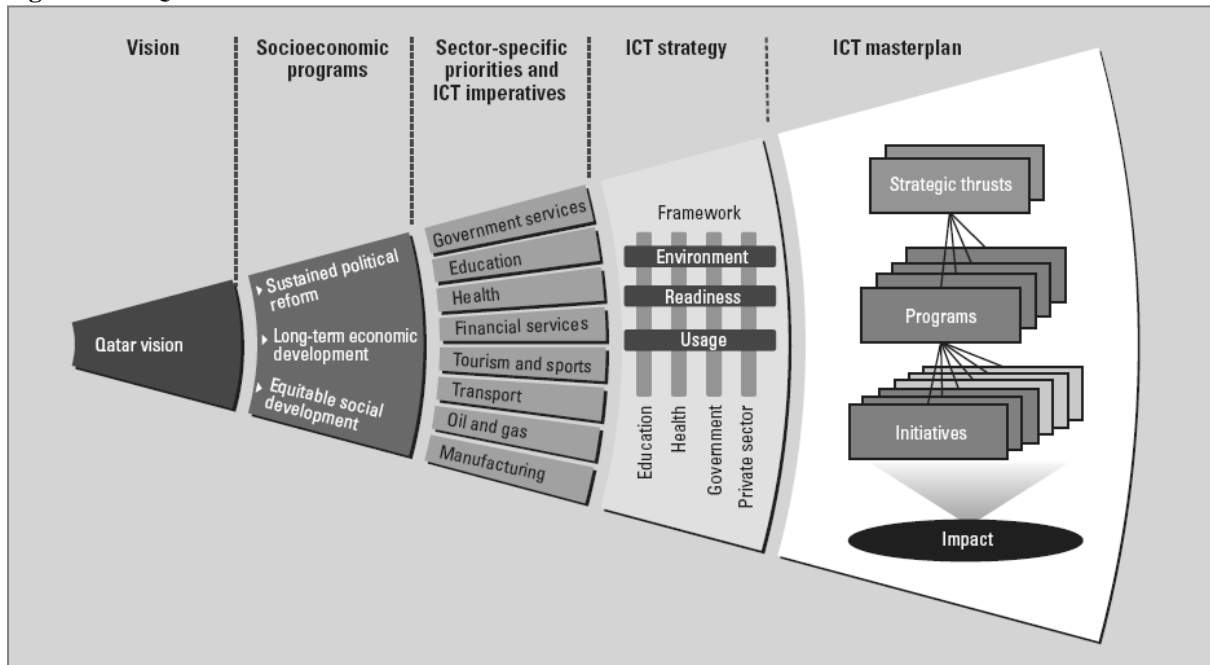 Vision
Socioeconomic
programs
Sector-specific
priorities and
ICT imperatives
ICT strategy
ICT masterplan
Qatar vision
Sustained political
reform
Long-term economic
development
Equitable social
development
Government services
Education
Health
Financial services
Tourism and sports
Transport
Oil and gas
Manufacturing
Framework
Environment
Readiness
Usage
Education
Health
Government
Private sector
Strategic thrusts
Programs
Initiatives
Impact